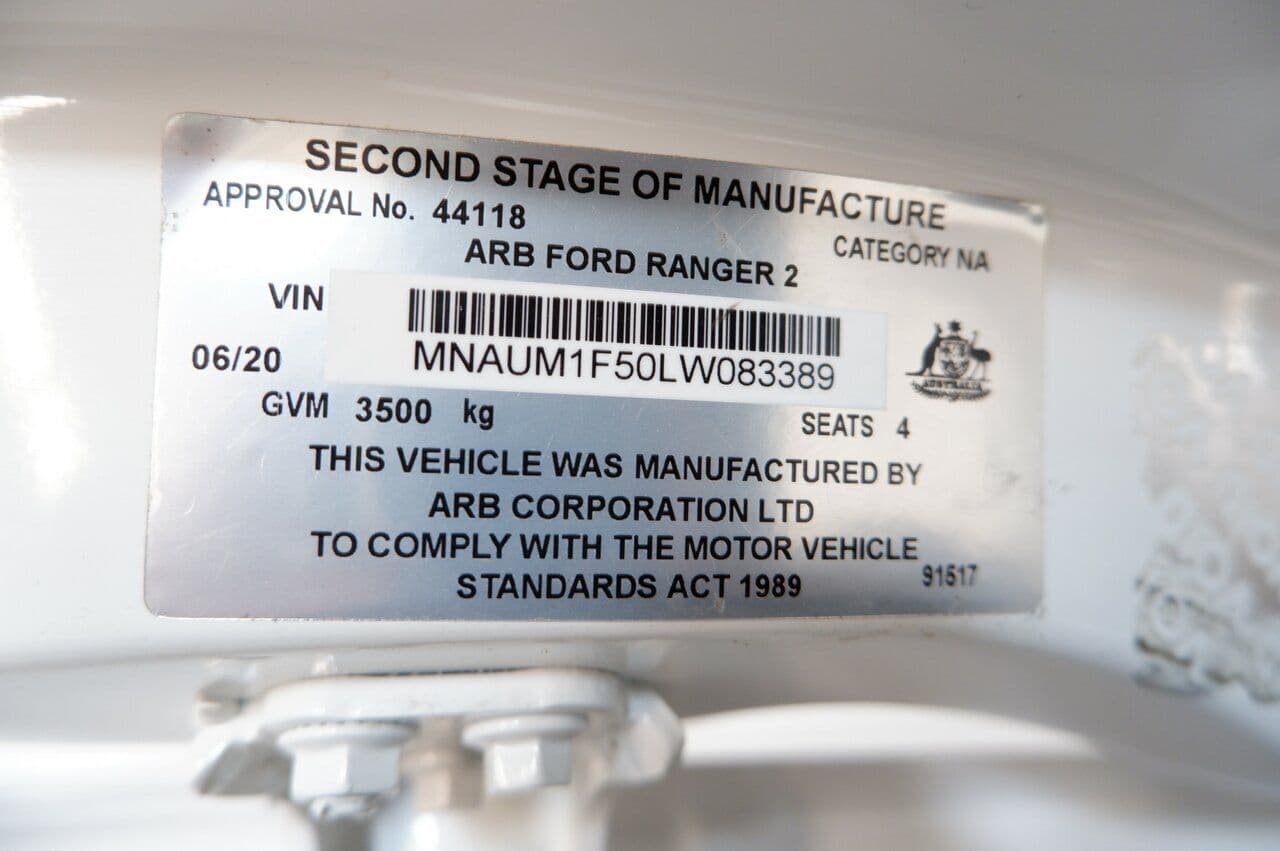 SECOND STAGE OF MANUFACTURE
APPROVAL No. 44118
CATEGORY NA
ARB FORD RANGER 2
VIN
MNAUM1F50LW083389
06/20
AUSTRALIA
GVM 3500 kg
SEATS 4
THIS VEHICLE WAS MANUFACTURED BY
ARB CORPORATION LTD
TO COMPLY WITH THE MOTOR VEHICLE
STANDARDS ACT 1989
91517